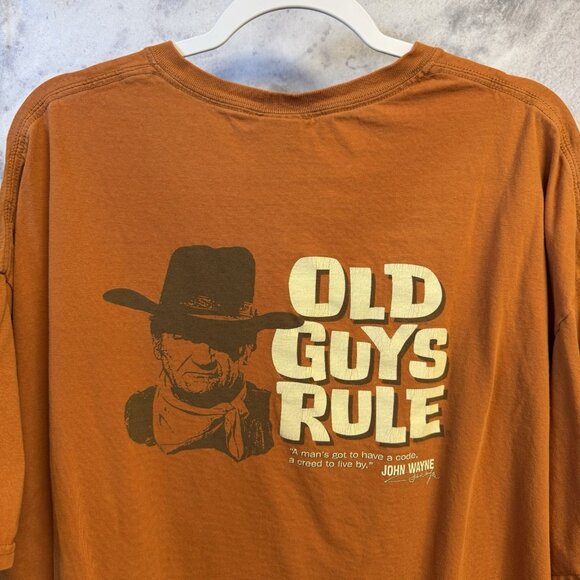 OLD
GUYS
RULE
"A man's got to have a code,
a creed to live by."
JOHN WAYNE